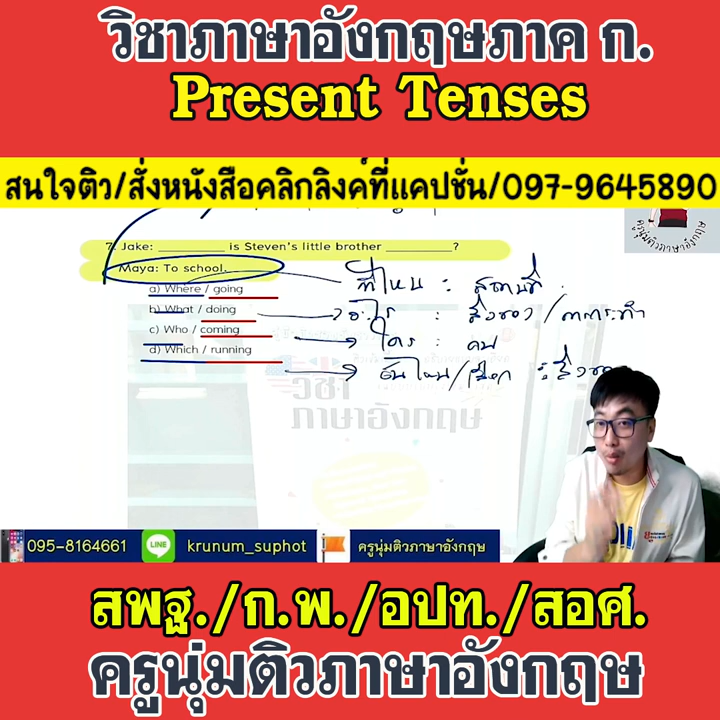 วิชาภาษาอังกฤษภาค ก.
Present Tenses
สนใจติว/สั่งหนังสือคลิกลิงค์ที่แคปชั่น/097-9645890
7. Jake: __________ is Steven's little brother __________?
Maya: To school.
a) Where / going
b) What / doing
c) Who / coming
d) Which / running
ที่ไหน : สถานที่
อะไร : สิ่งของ / การกระทำ
ใคร : คน
อันไหน/เลือก : สิ่งของ
วิชา
ภาษาอังกฤษ
ครูนุ่มติวภาษาอังกฤษ
095-8164661
LINE
krunum_suphot
ครูนุ่มติวภาษาอังกฤษ
สพฐ./ก.พ./อปท./สอศ.
ครูนุ่มติวภาษาอังกฤษ